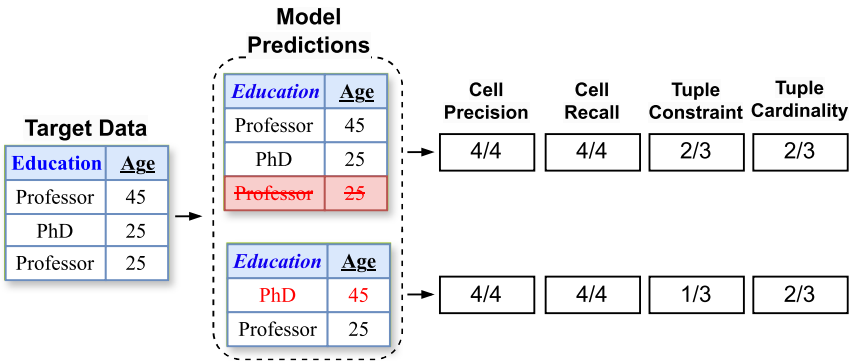 Model
Predictions
Target Data
Education Age
Professor 45
PhD 25
Professor 25
Education Age
Professor 45
PhD 25
Professor 25
Education Age
PhD 45
Professor 25
Cell
Precision
Cell
Recall
Tuple
Constraint
Tuple
Cardinality
4/4 4/4 2/3 2/3
4/4 4/4 1/3 2/3